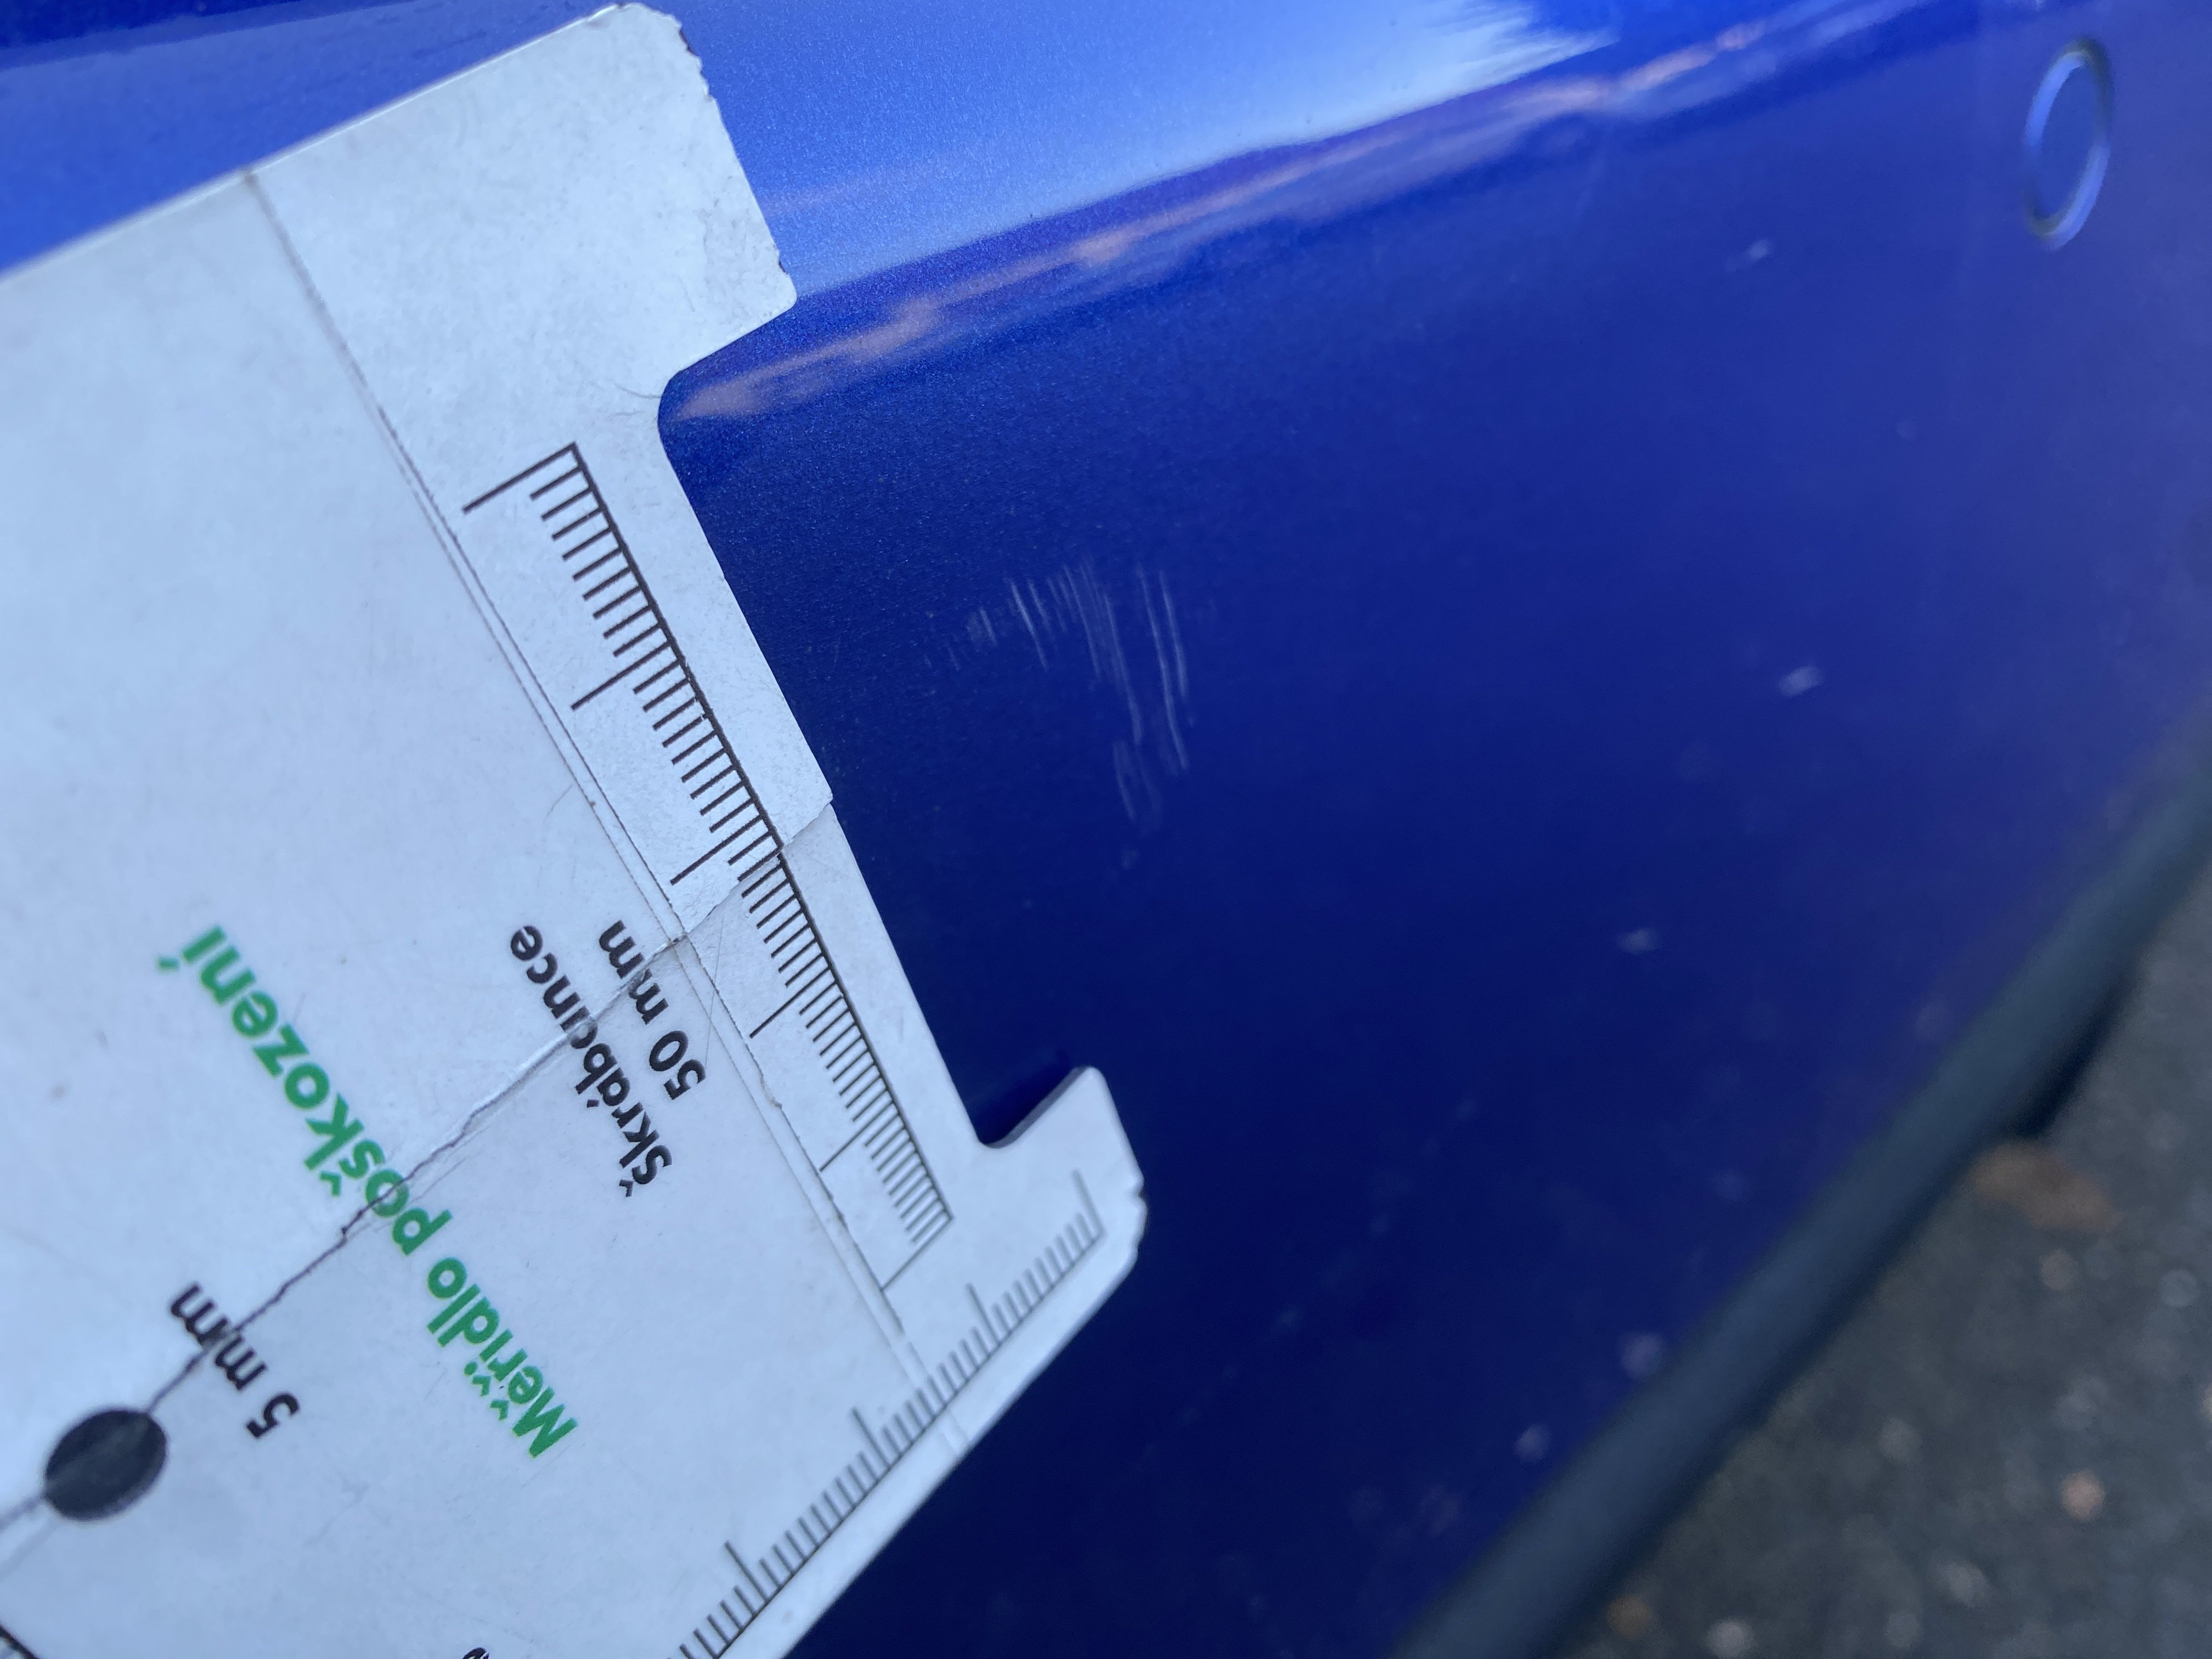 Měřidlo poškození
Škrábance
50 mm
5 mm